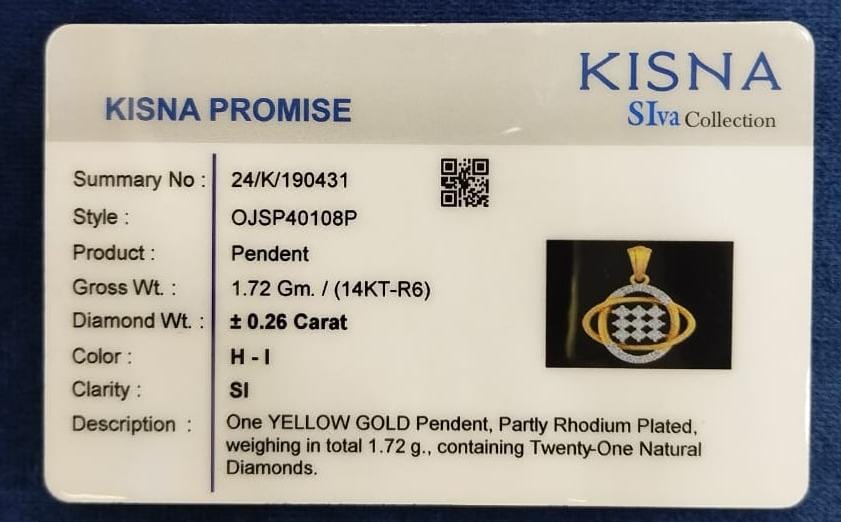 KISNA
SIva Collection
KISNA PROMISE
Summary No : 24/K/190431
Style : OJSP40108P
Product : Pendent
Gross Wt. : 1.72 Gm. / (14KT-R6)
Diamond Wt. : ± 0.26 Carat
Color : H - I
Clarity : SI
Description : One YELLOW GOLD Pendent, Partly Rhodium Plated,
weighing in total 1.72 g., containing Twenty-One Natural
Diamonds.